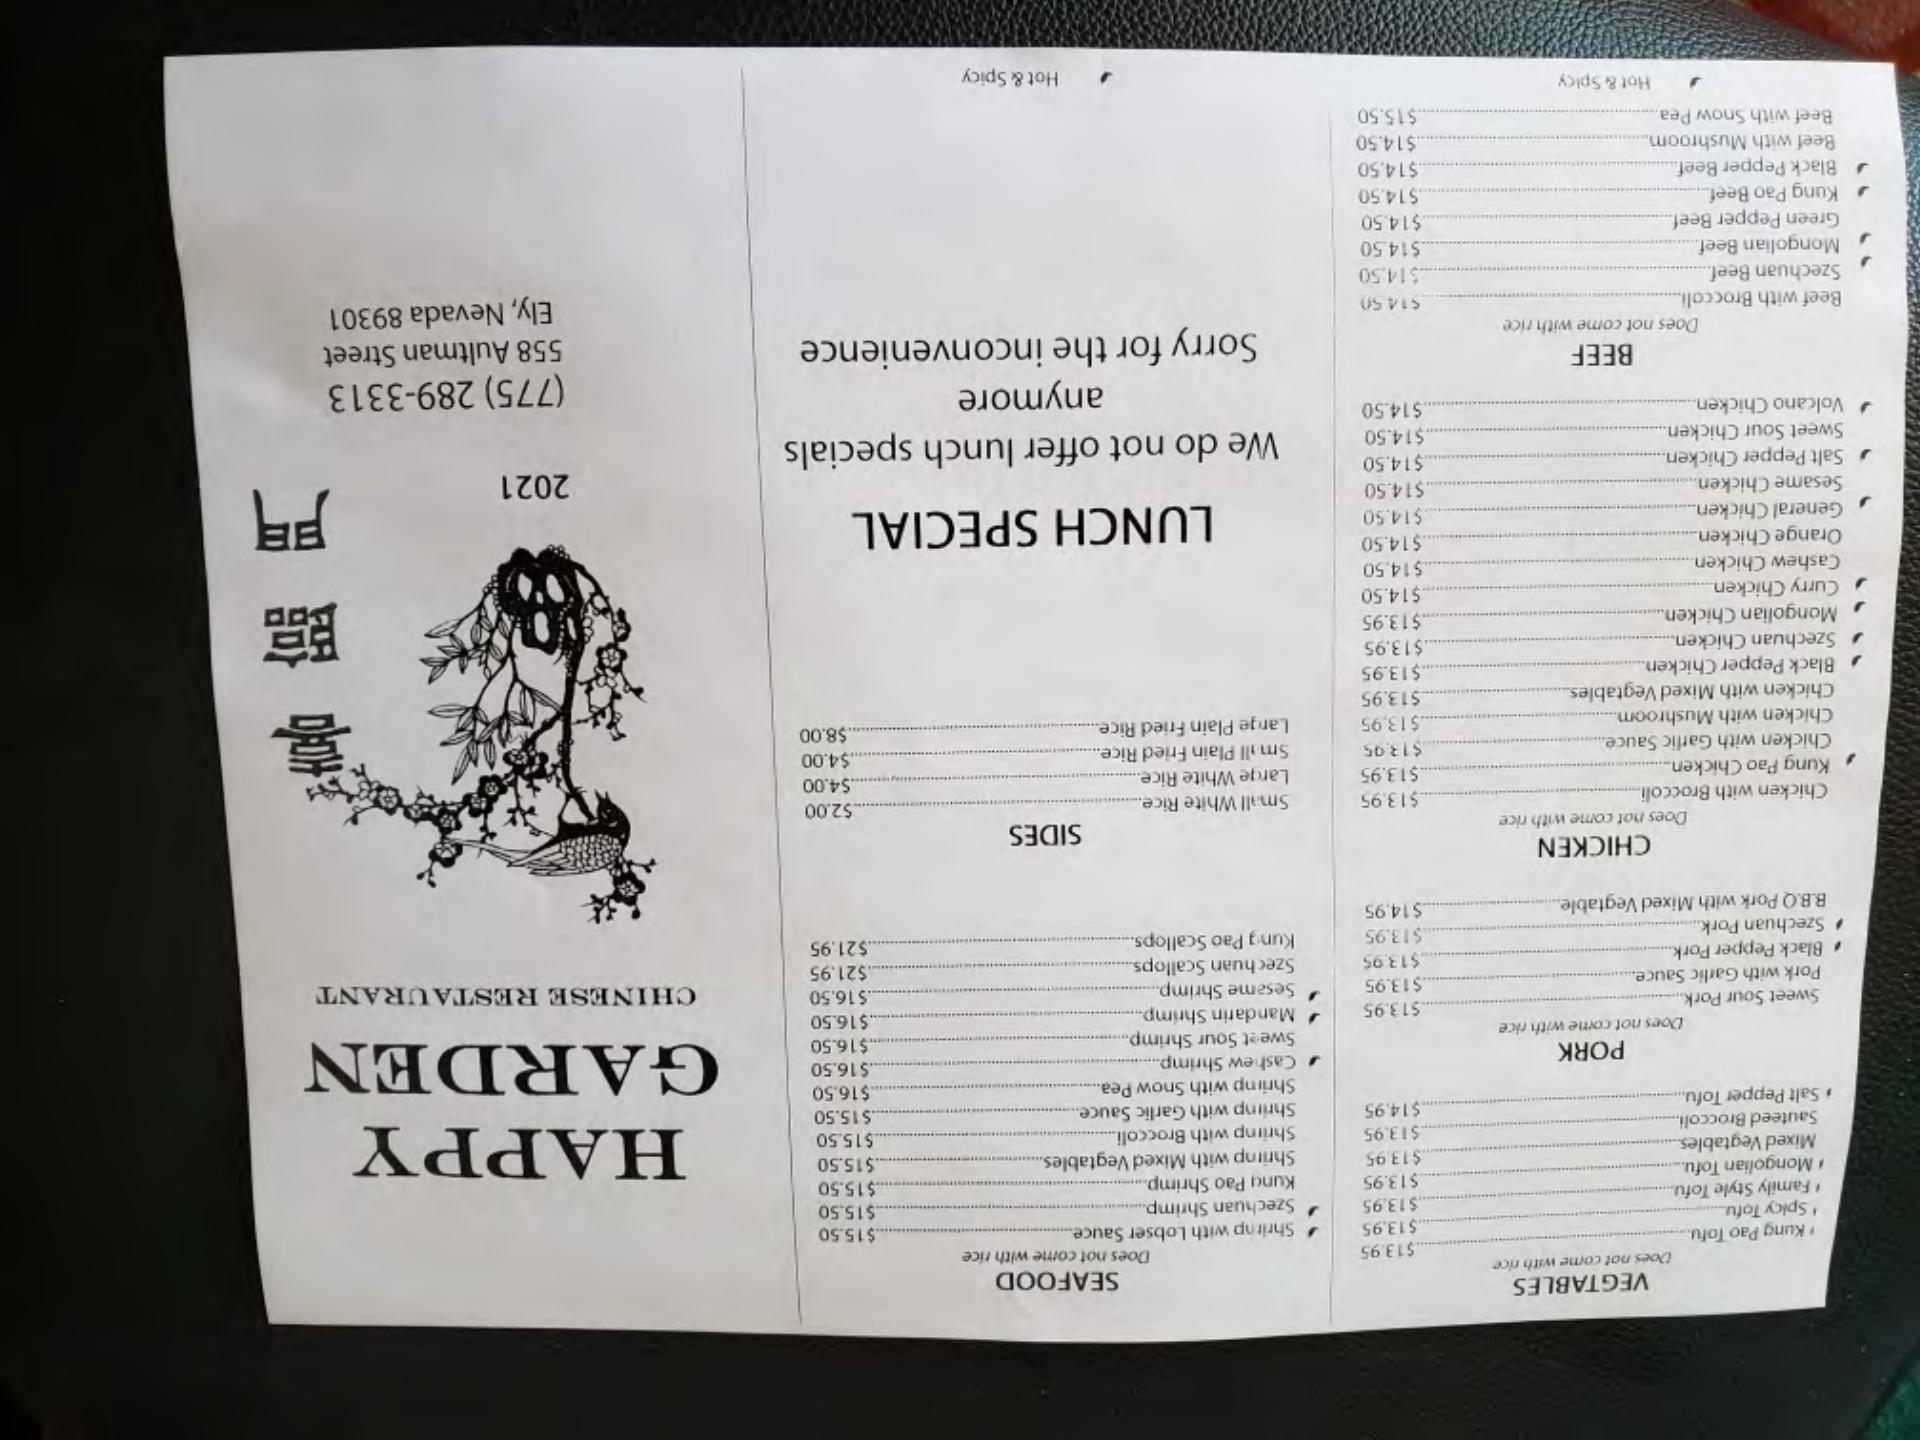 VEGTABLES
Does not come with rice
Kung Pao Tofu $13.95
Spicy Tofu $13.95
Family Style Tofu $13.95
Mongolian Tofu $13.95
Mixed Vegtables $13.95
Sauteed Broccoli $13.95
Salt Pepper Tofu $14.95
PORK
Does not come with rice
Sweet Sour Pork $13.95
Pork with Garlic Sauce $13.95
Black Pepper Pork $13.95
Szechuan Pork $13.95
B.B.Q Pork with Mixed Vegtable $14.95
CHICKEN
Does not come with rice
Chicken with Broccoli $13.95
Kung Pao Chicken $13.95
Chicken with Garlic Sauce $13.95
Chicken with Mushroom $13.95
Chicken with Mixed Vegtables $13.95
Black Pepper Chicken $13.95
Szechuan Chicken $13.95
Mongolian Chicken $13.95
Curry Chicken $14.50
Cashew Chicken $14.50
Orange Chicken $14.50
General Chicken $14.50
Sesame Chicken $14.50
Salt Pepper Chicken $14.50
Sweet Sour Chicken $14.50
Volcano Chicken $14.50
BEEF
Does not come with rice
Beef with Broccoli $14.50
Szechuan Beef $14.50
Mongolian Beef $14.50
Green Pepper Beef $14.50
Kung Pao Beef $14.50
Black Pepper Beef $14.50
Beef with Mushroom $14.50
Beef with Snow Pea $15.50
Hot & Spicy
SEAFOOD
Does not come with rice
Shrimp with Lobser Sauce $15.50
Szechuan Shrimp $15.50
Kung Pao Shrimp $15.50
Shrimp with Mixed Vegtables $15.50
Shrimp with Broccoli $15.50
Shrimp with Garlic Sauce $15.50
Shrimp with Snow Pea $16.50
Cashew Shrimp $16.50
Sweet Sour Shrimp $16.50
Mandarin Shrimp $16.50
Sesame Shrimp $16.50
Szechuan Scallops $21.95
Kung Pao Scallops $21.95
SIDES
Small White Rice $2.00
Large White Rice $4.00
Small Plain Fried Rice $4.00
Large Plain Fried Rice $8.00
LUNCH SPECIAL
We do not offer lunch specials
anymore
Sorry for the inconvenience
Hot & Spicy
HAPPY
GARDEN
CHINESE RESTAURANT
喜
臨
門
2021
(775) 289-3313
558 Aultman Street
Ely, Nevada 89301